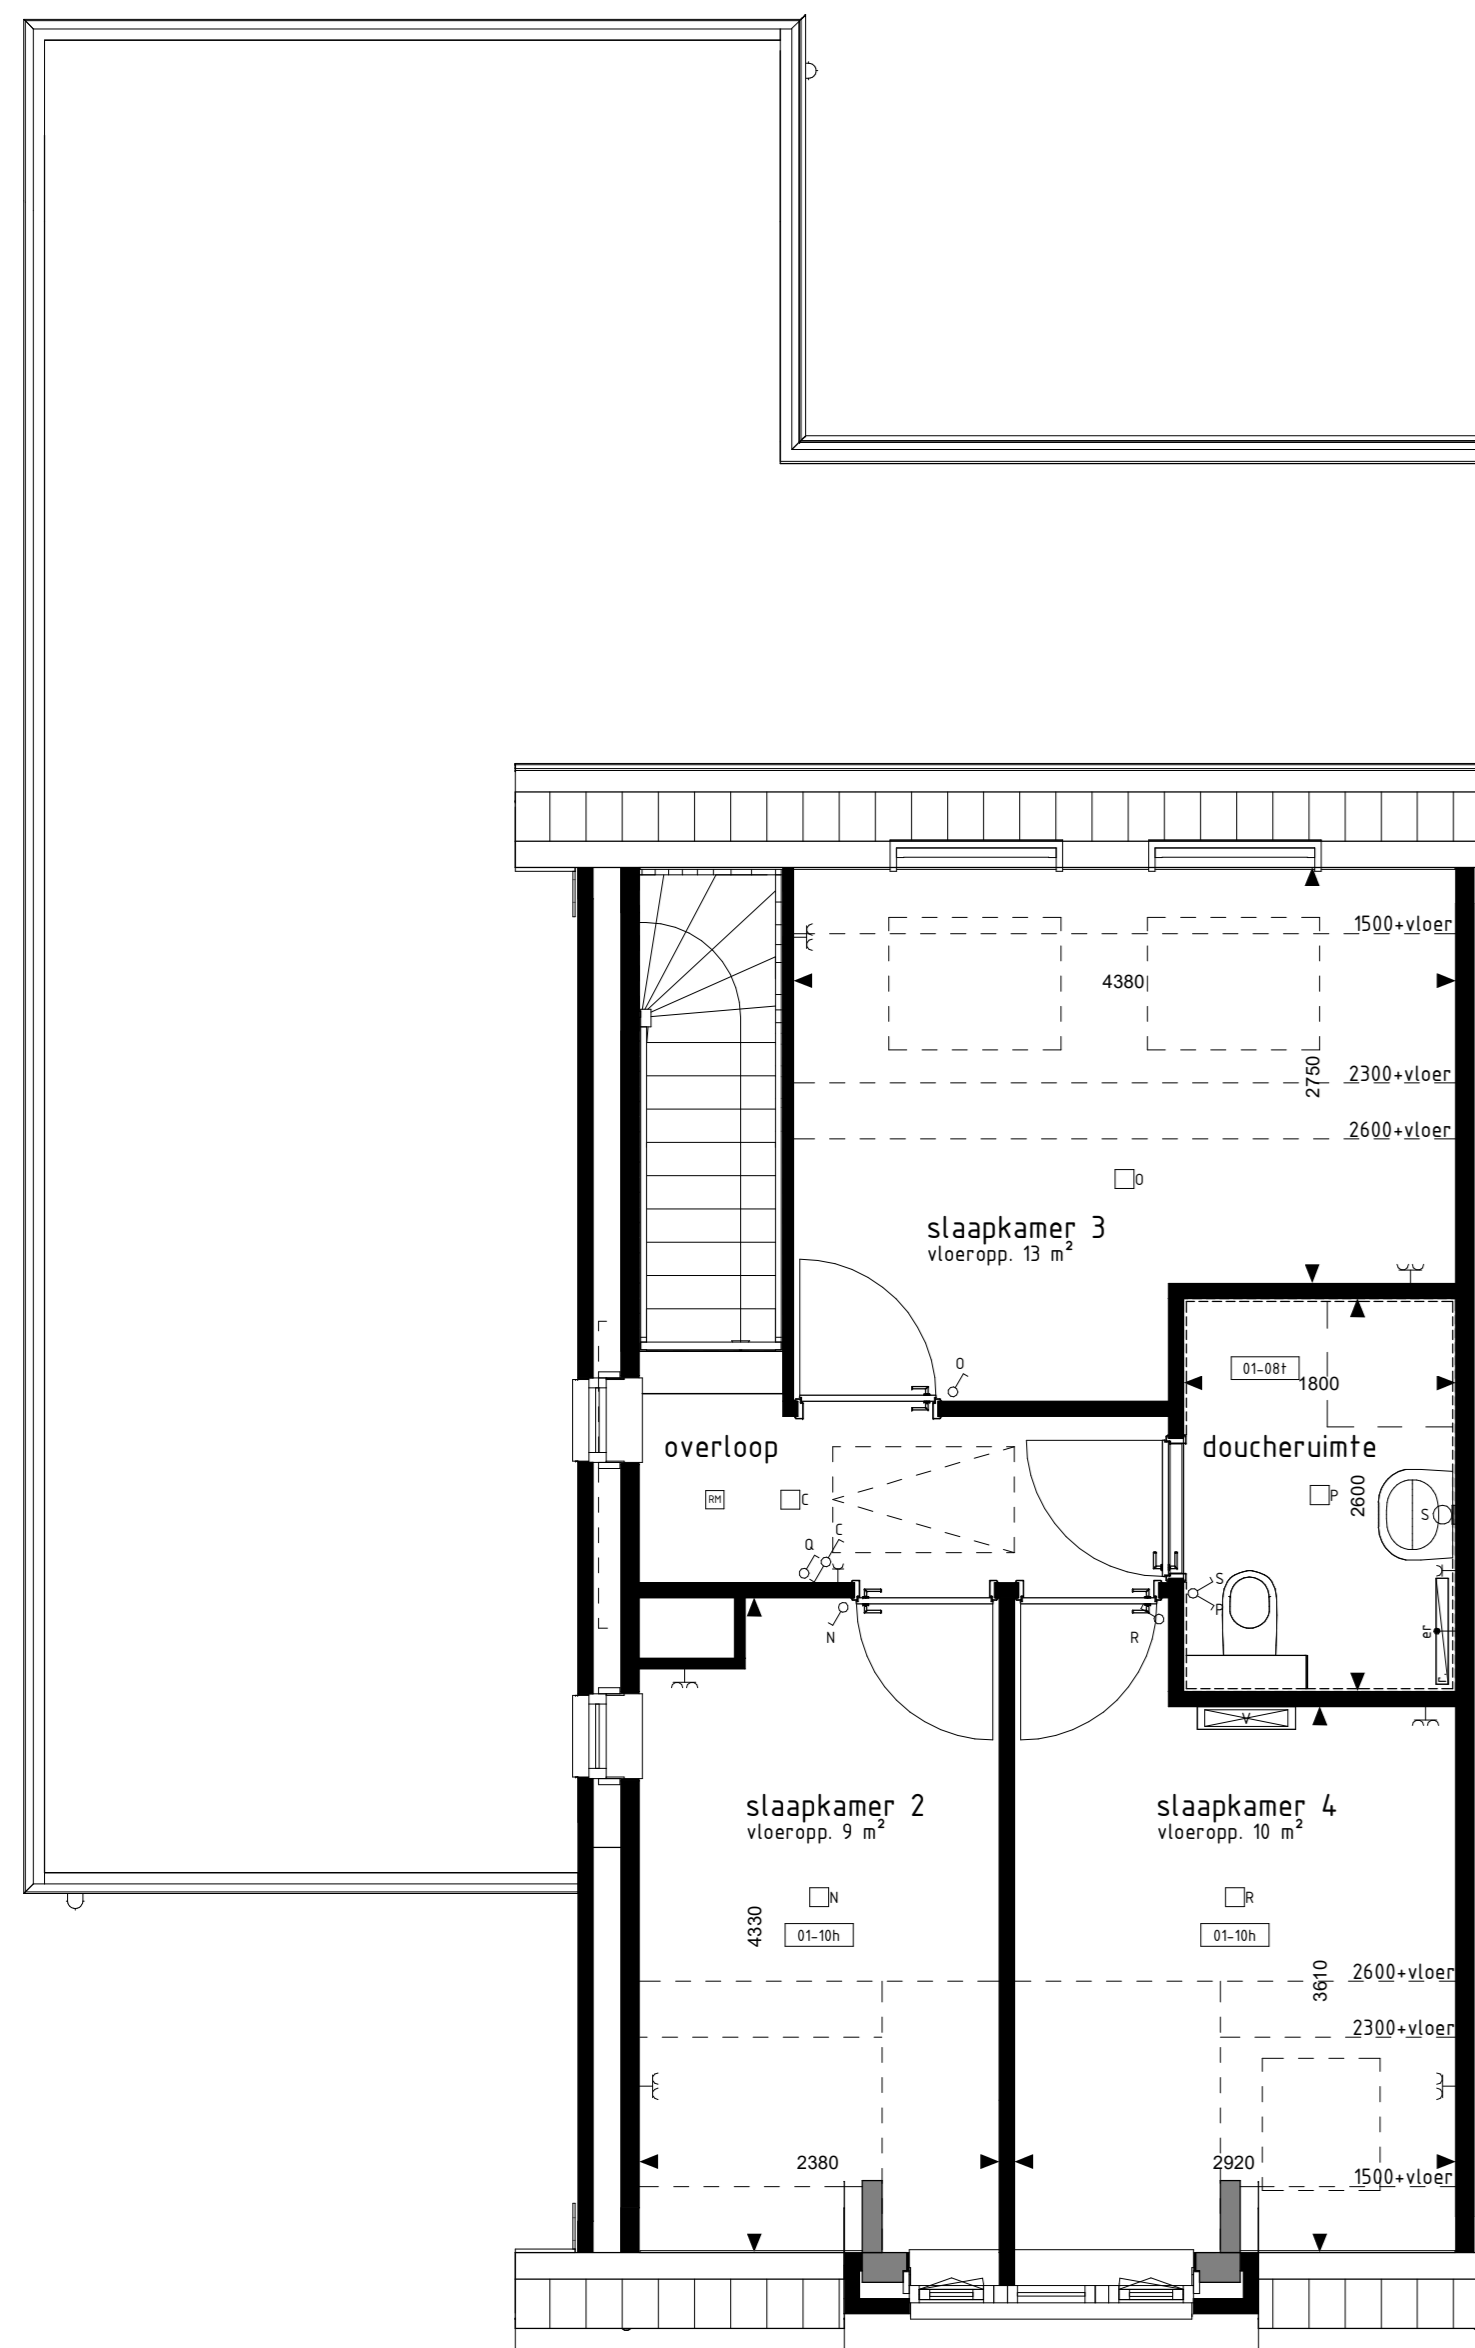 1500+vloer
4380
2750
2300+vloer
2600+vloer
O
slaapkamer 3
vloeropp. 13 m²
O
01-08t
1800
overloop
doucheruimte
RM
C
P
2600
S
C
Q
S
P
N
R
er
V
slaapkamer 2
vloeropp. 9 m²
slaapkamer 4
vloeropp. 10 m²
N
R
4330
01-10h
01-10h
3610
2600+vloer
2300+vloer
2380
2920
1500+vloer